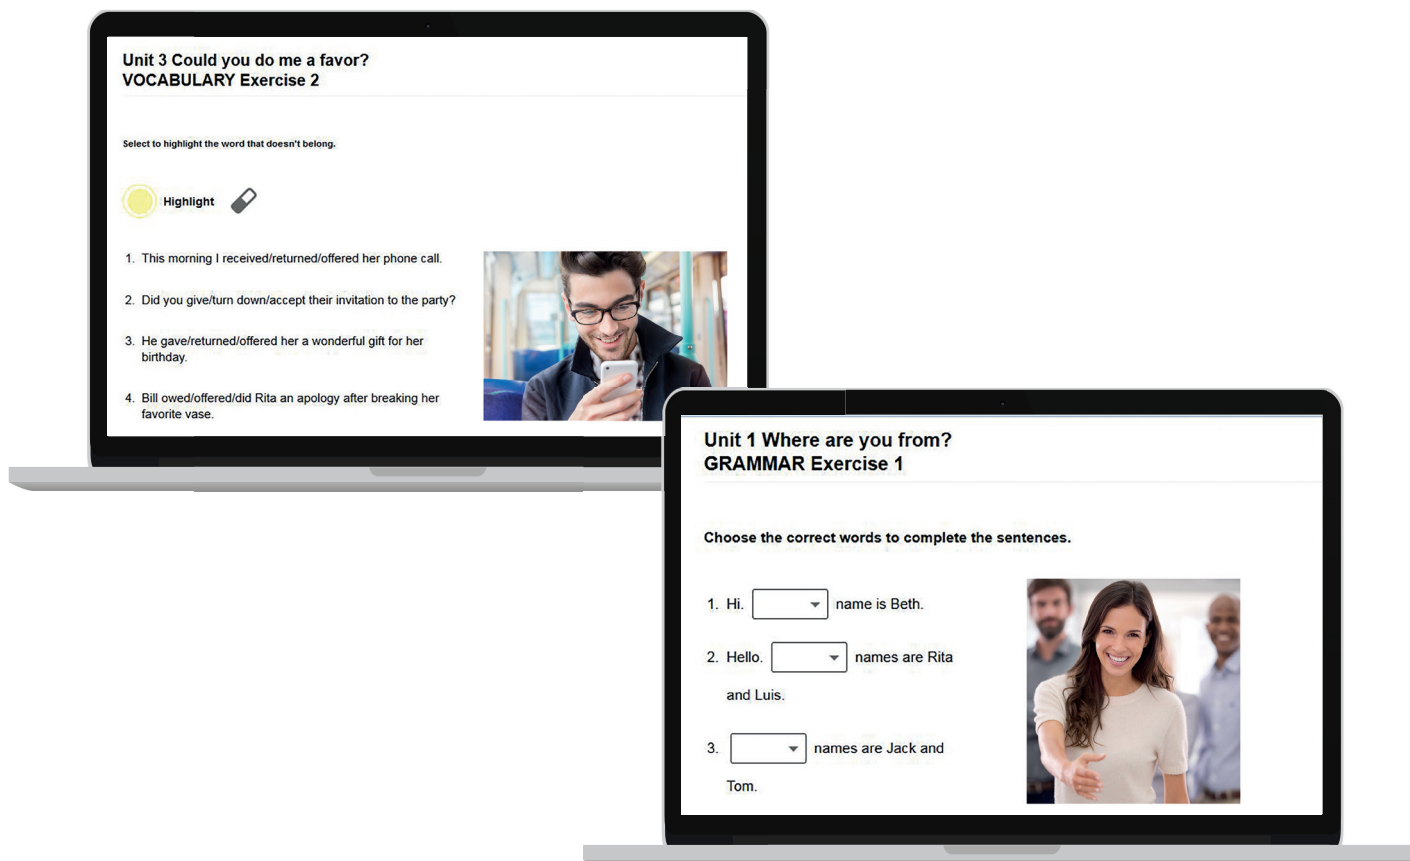 Unit 3 Could you do me a favor?
VOCABULARY Exercise 2
Select to highlight the word that doesn't belong.
Highlight
1. This morning I received/returned/offered her phone call.
2. Did you give/turn down/accept their invitation to the party?
3. He gave/returned/offered her a wonderful gift for her
birthday.
4. Bill owed/offered/did Rita an apology after breaking her
favorite vase.
Unit 1 Where are you from?
GRAMMAR Exercise 1
Choose the correct words to complete the sentences.
1. Hi. name is Beth.
2. Hello. names are Rita
and Luis.
3. names are Jack and
Tom.